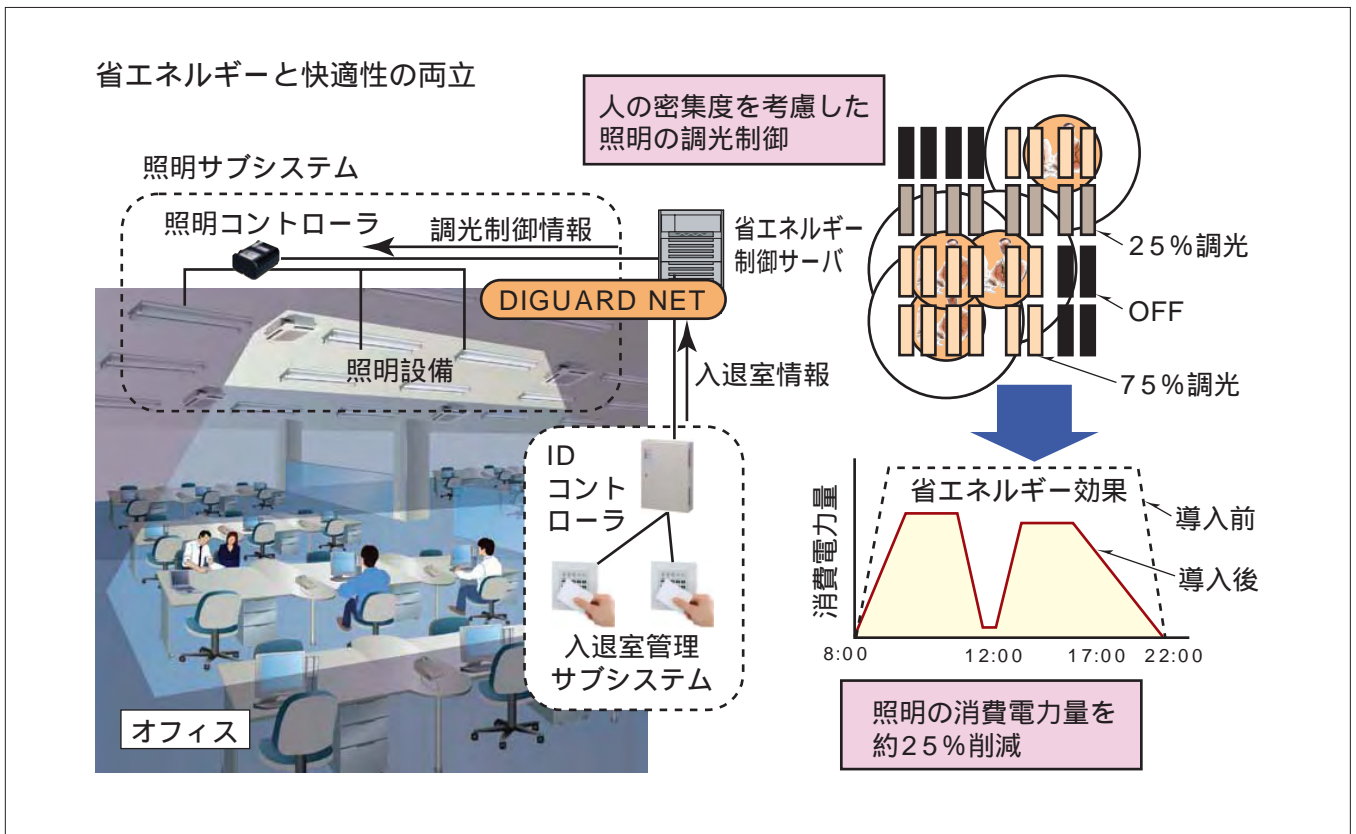 省エネルギーと快適性の両立
人の密集度を考慮した
照明の調光制御
照明サブシステム
照明コントローラ
調光制御情報
省エネルギー
制御サーバ
DIGUARD NET
照明設備
入退室情報
25%調光
OFF
75%調光
ID
コント
ローラ
入退室管理
サブシステム
オフィス
消費電力量
省エネルギー効果
導入前
導入後
8:00
12:00
17:00
22:00
照明の消費電力量を
約25%削減